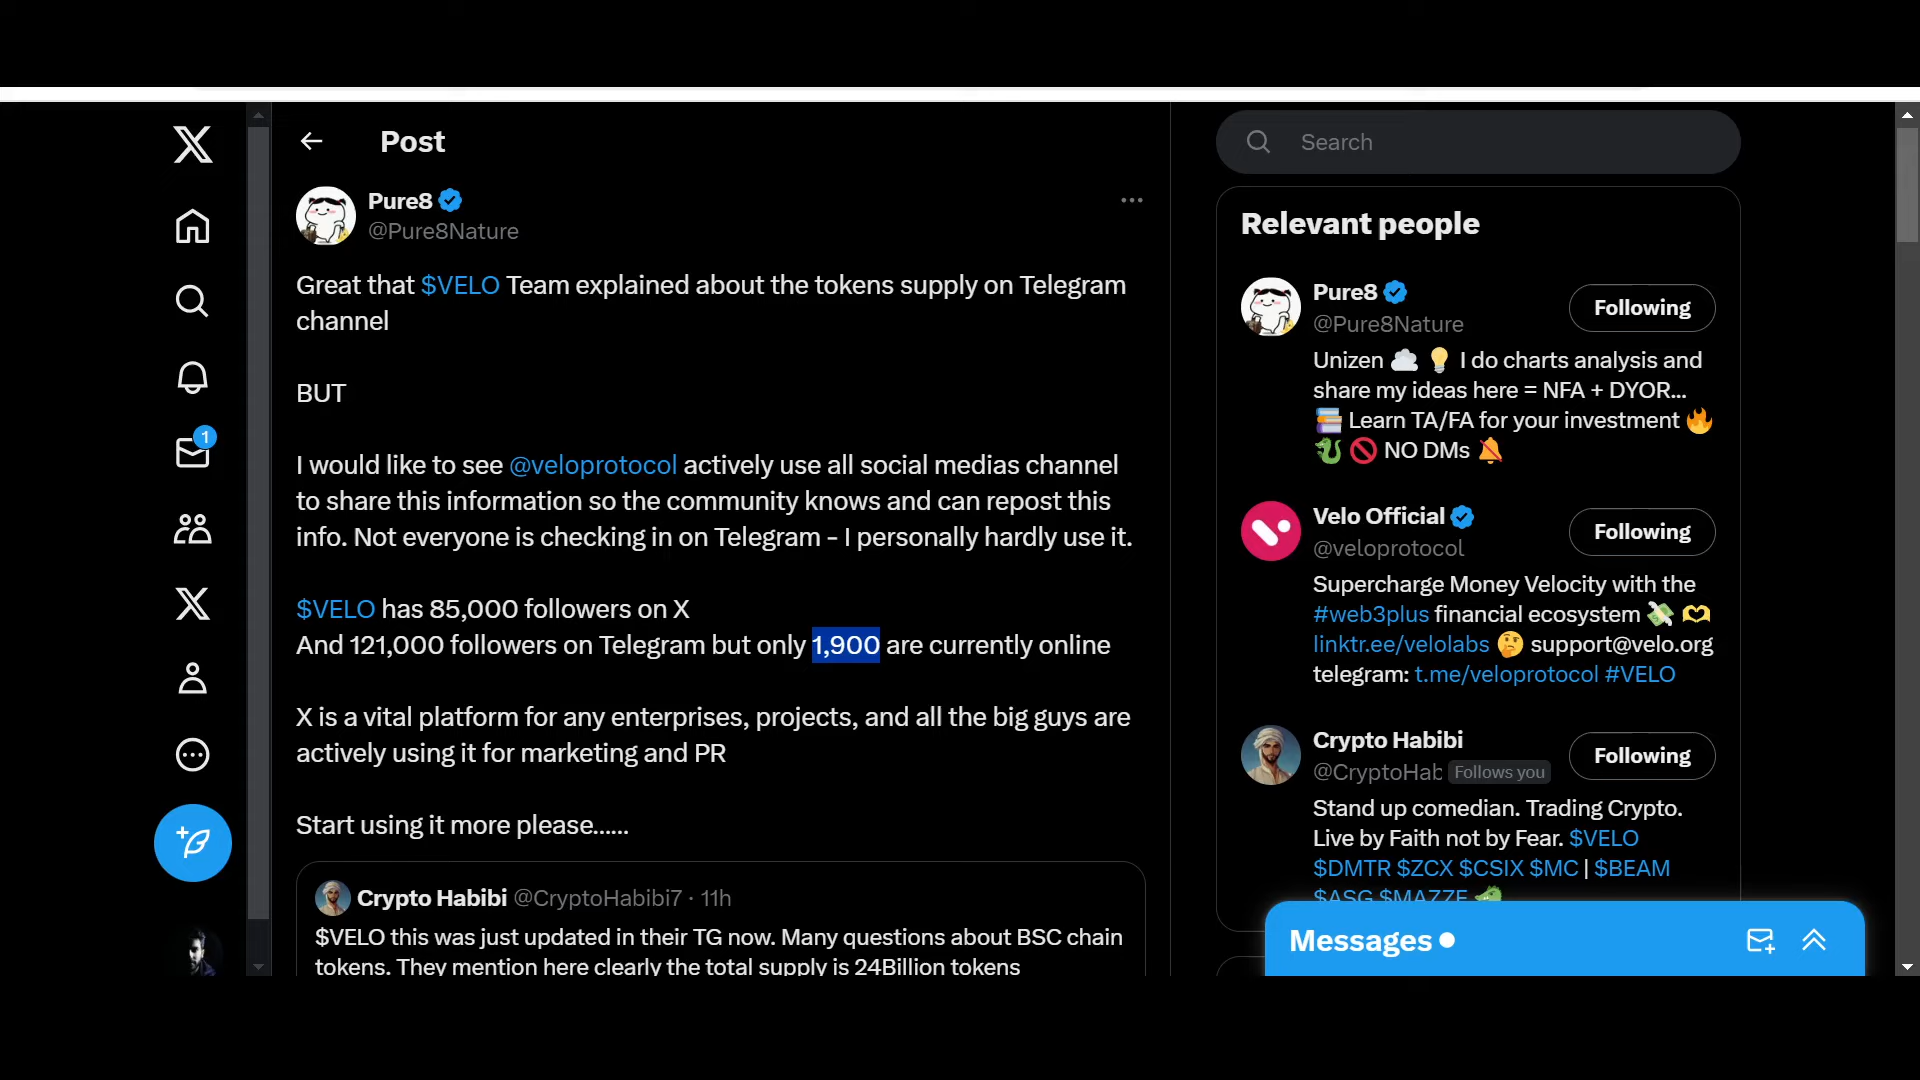 Post
Pure8
@Pure8Nature
Great that $VELO Team explained about the tokens supply on Telegram
channel
BUT
I would like to see @veloprotocol actively use all social medias channel
to share this information so the community knows and can repost this
info. Not everyone is checking in on Telegram - I personally hardly use it.
$VELO has 85,000 followers on X
And 121,000 followers on Telegram but only 1,900 are currently online
X is a vital platform for any enterprises, projects, and all the big guys are
actively using it for marketing and PR
Start using it more please......
Crypto Habibi @CryptoHabibi7 · 11h
$VELO this was just updated in their TG now. Many questions about BSC chain
tokens. They mention here clearly the total supply is 24Billion tokens
1
Search
Relevant people
Pure8
@Pure8Nature
Following
Unizen ☁️ 💡 I do charts analysis and
share my ideas here = NFA + DYOR...
📚 Learn TA/FA for your investment 🔥
🐉 🚫 NO DMs 🔕
Velo Official
@veloprotocol
Following
Supercharge Money Velocity with the
#web3plus financial ecosystem 💸 🫶
linktr.ee/velolabs 🤔 support@velo.org
telegram: t.me/veloprotocol #VELO
Crypto Habibi
@CryptoHab Follows you
Following
Stand up comedian. Trading Crypto.
Live by Faith not by Fear. $VELO
$DMTR $ZCX $CSIX $MC | $BEAM
$ASG $MAZZE 🐉
Messages